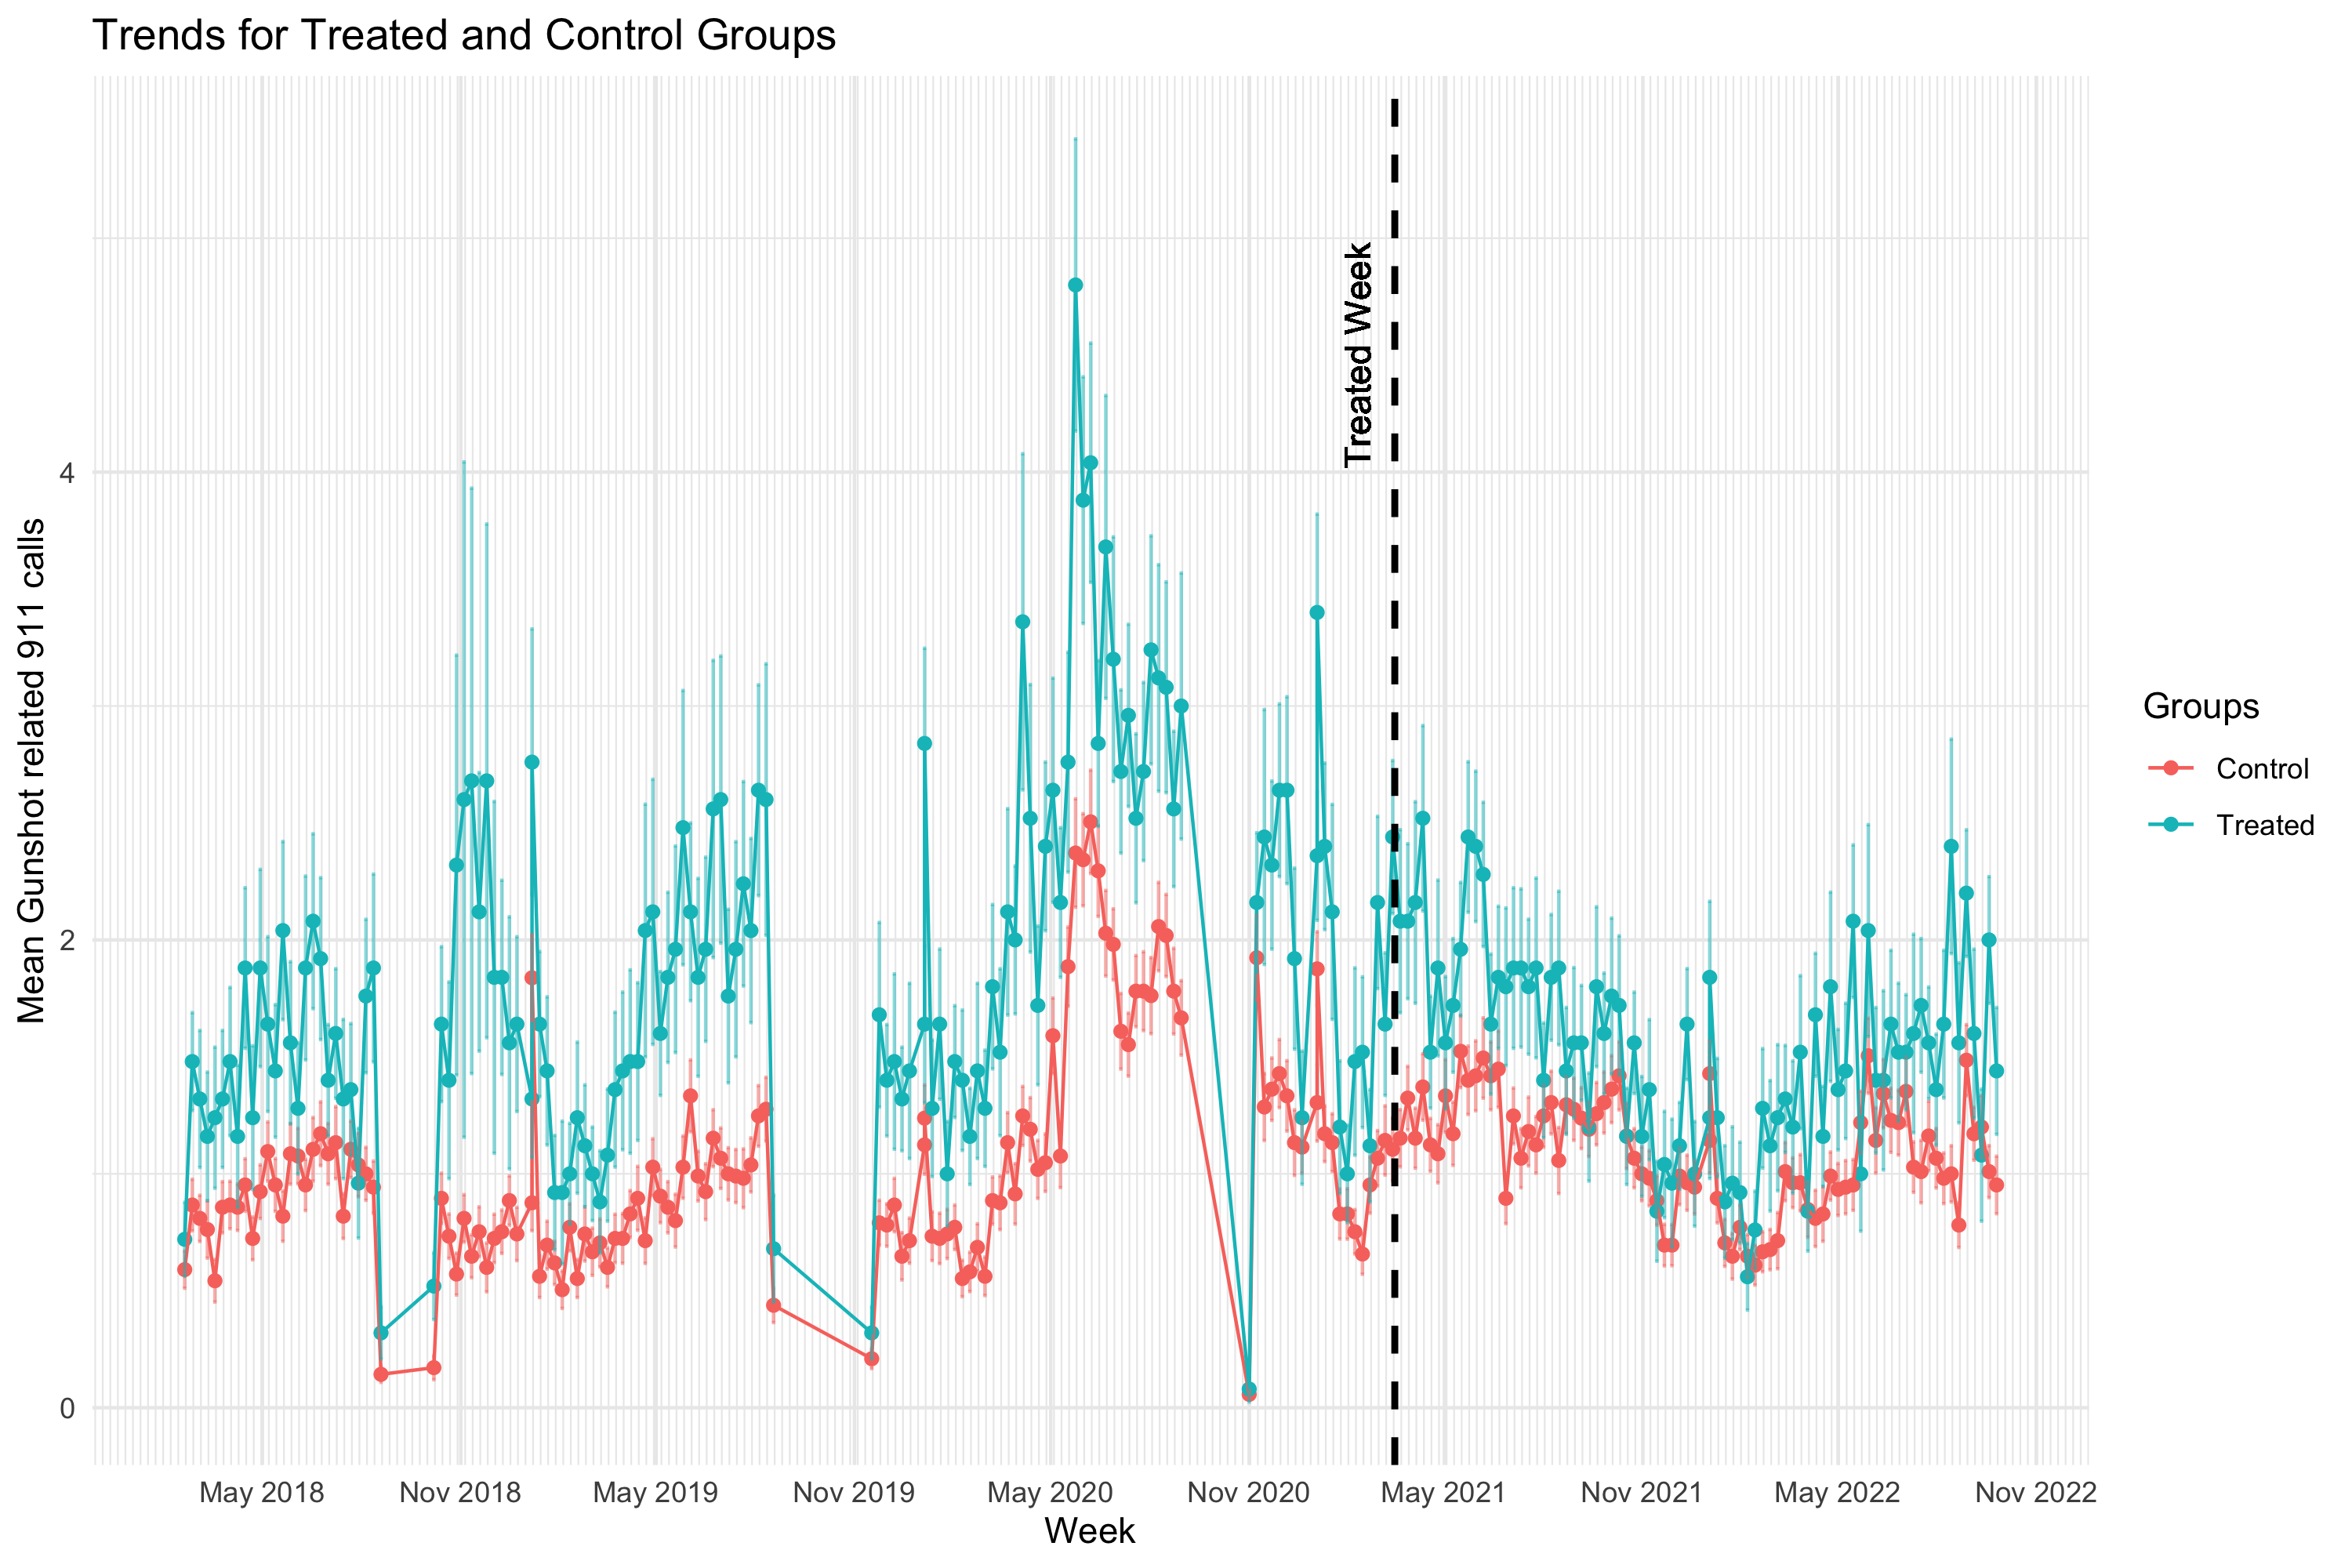 Trends for Treated and Control Groups
Mean Gunshot related 911 calls
4
2
0
Treated Week
May 2018
Nov 2018
May 2019
Nov 2019
May 2020
Nov 2020
May 2021
Nov 2021
May 2022
Nov 2022
Week
Groups
Control
Treated